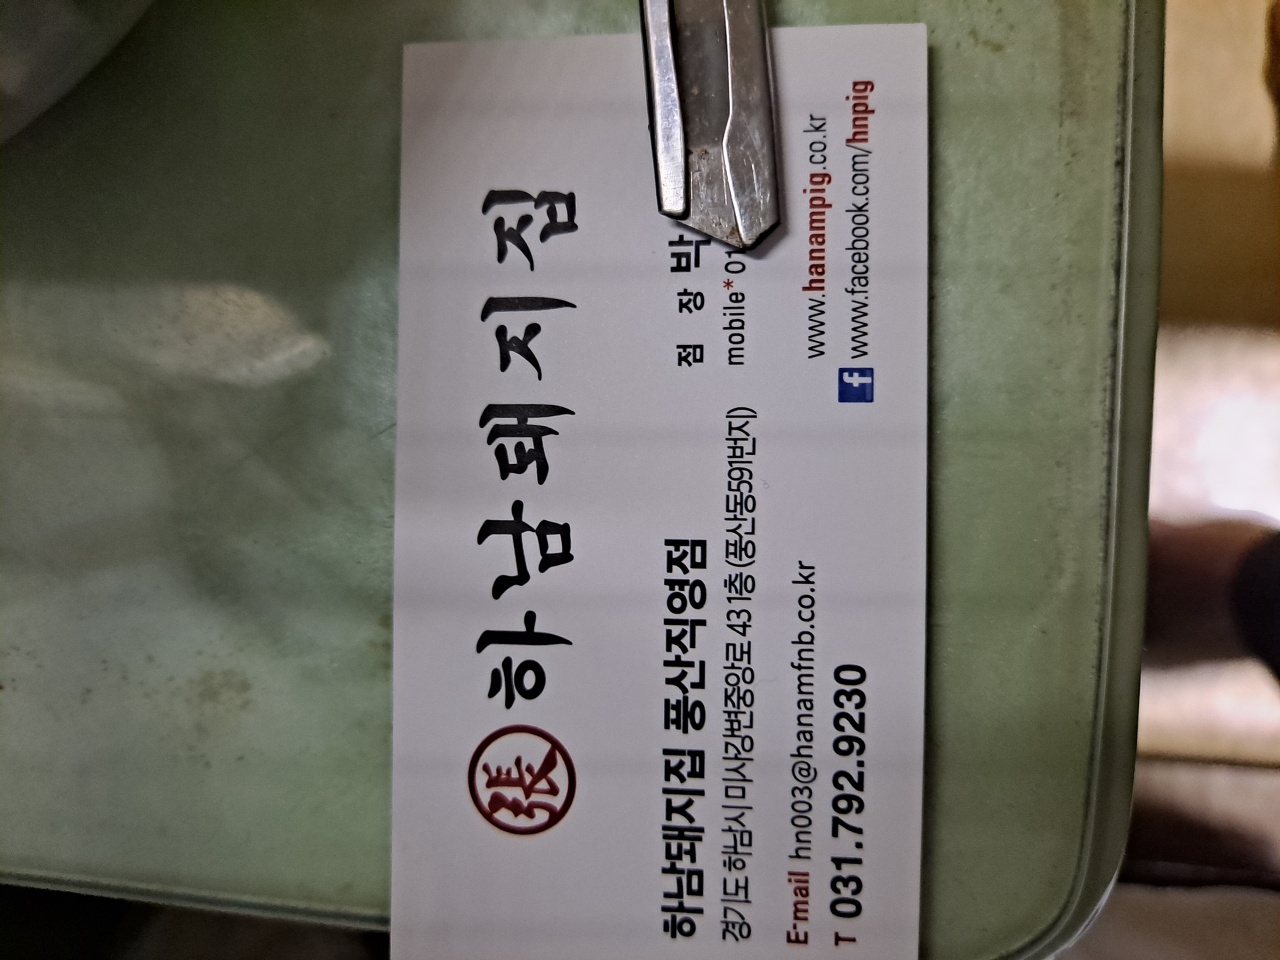 張 하남돼지집
하남돼지집 풍산직영점
경기도 하남시 미사강변중앙로 431층 (풍산동591번지)
점 장 박
mobile*01
E-mail hn003@hanamfnb.co.kr
T 031.792.9230
www.hanampig.co.kr
f www.facebook.com/hnpig